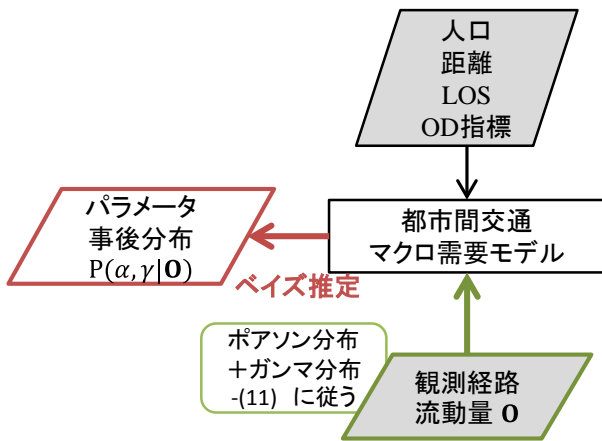 人口
距離
LOS
OD指標
パラメータ
事後分布
P(α,γ|O)
都市間交通
マクロ需要モデル
ベイズ推定
ポアソン分布
＋ガンマ分布
-(11) に従う
観測経路
流動量 O